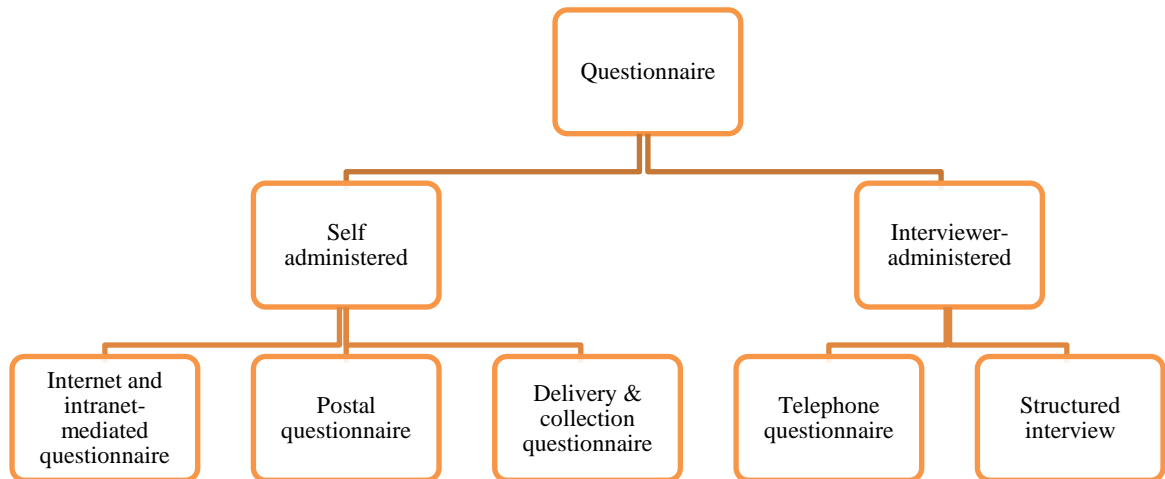 Questionnaire
Self
administered
Interviewer-
administered
Internet and
intranet-
mediated
questionnaire
Postal
questionnaire
Delivery &
collection
questionnaire
Telephone
questionnaire
Structured
interview